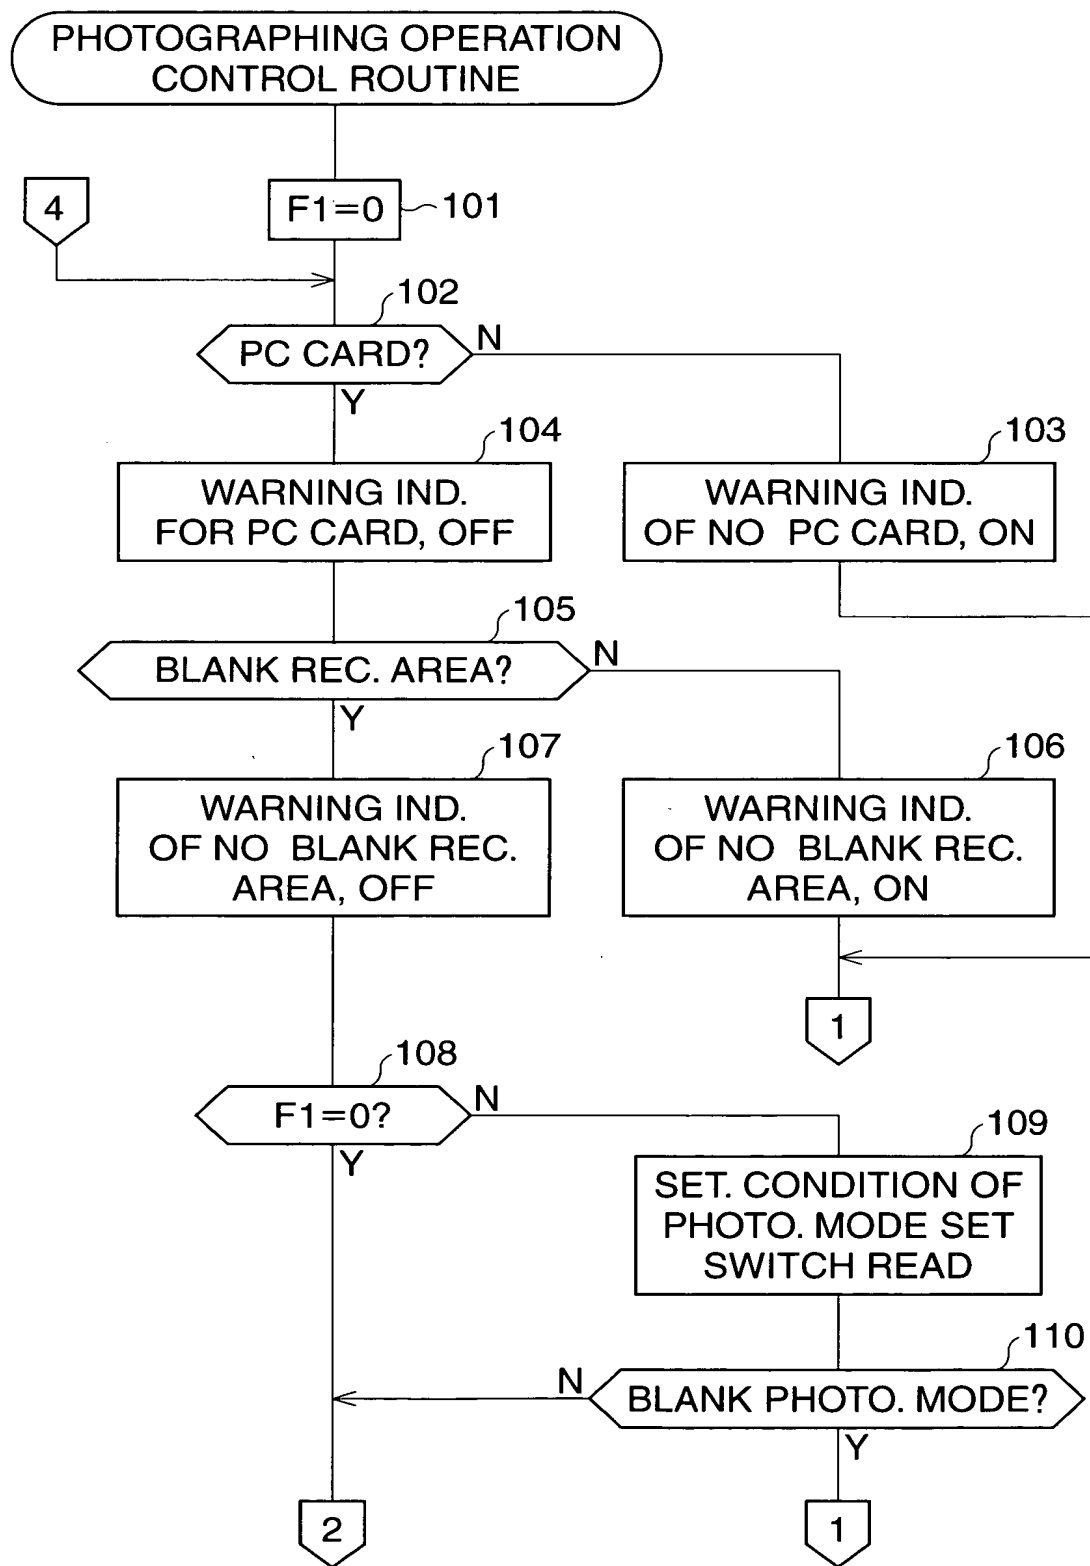 PHOTOGRAPHING OPERATION
CONTROL ROUTINE
4
F1=0
101
102
PC CARD?
N
Y
104
103
WARNING IND.
FOR PC CARD, OFF
WARNING IND.
OF NO PC CARD, ON
105
BLANK REC. AREA?
N
Y
107
106
WARNING IND.
OF NO BLANK REC.
AREA, OFF
WARNING IND.
OF NO BLANK REC.
AREA, ON
1
108
F1=0?
N
Y
109
SET. CONDITION OF
PHOTO. MODE SET
SWITCH READ
110
N
BLANK PHOTO. MODE?
Y
2
1